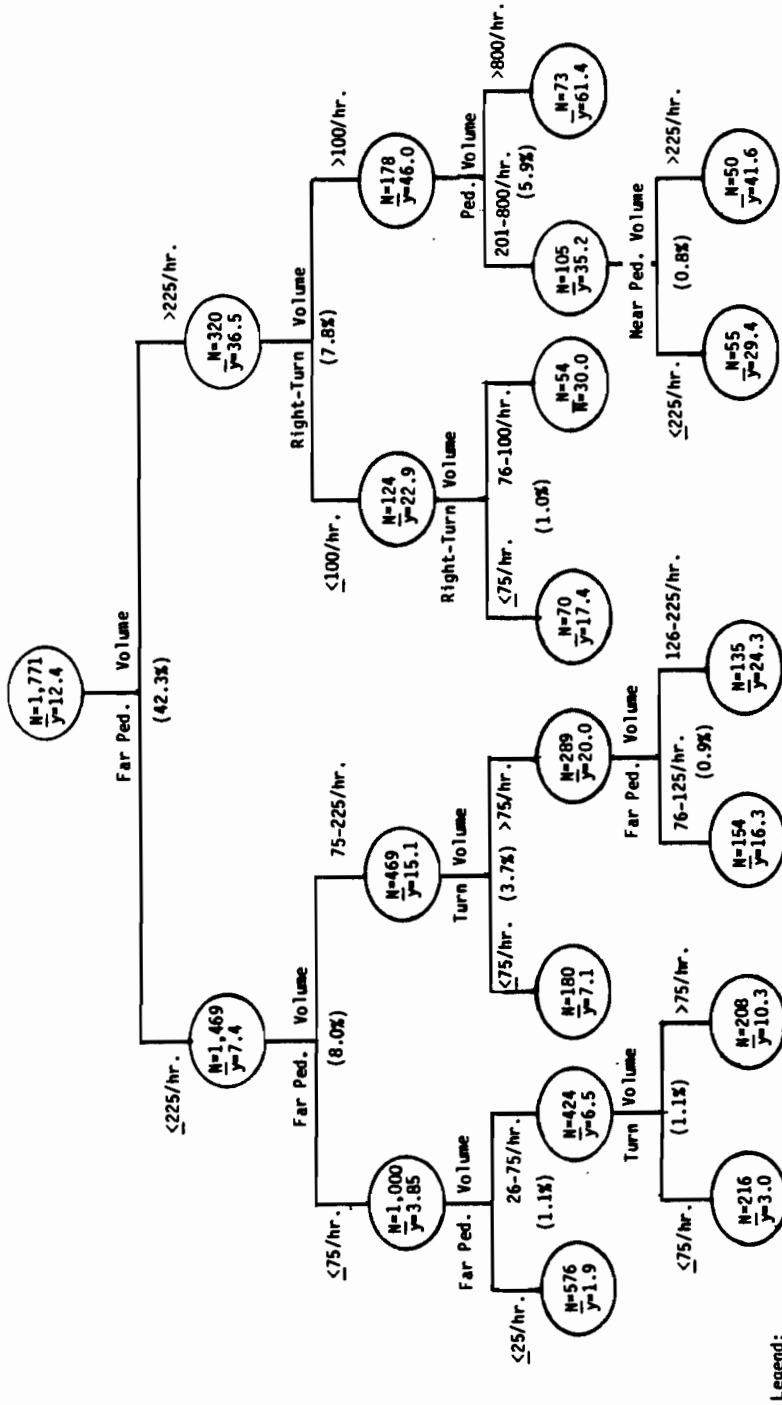 N=1,771
y=12.4
Far Ped. Volume
(42.3%)
≤225/hr.
>225/hr.
N=1,469
y=7.4
N=320
y=36.5
Far Ped. Volume
(8.0%)
Right-Turn Volume
(7.8%)
≤75/hr.
75-225/hr.
≤100/hr.
>100/hr.
N=1,000
y=3.85
N=469
y=15.1
N=124
y=22.9
N=178
y=46.0
Far Ped. Volume
(1.1%)
Turn Volume
(3.7%)
Right-Turn Volume
(1.0%)
Ped. Volume
(5.9%)
≤25/hr.
26-75/hr.
≤75/hr.
>75/hr.
≤75/hr.
76-100/hr.
201-800/hr.
>800/hr.
N=576
y=1.9
N=424
y=6.5
N=180
y=7.1
N=289
y=20.0
N=70
y=17.4
N=54
N=30.0
N=105
y=35.2
N=73
y=61.4
Turn Volume
(1.1%)
Far Ped. Volume
(0.9%)
Near Ped. Volume
(0.8%)
≤75/hr.
>75/hr.
76-125/hr.
126-225/hr.
≤225/hr.
>225/hr.
N=216
y=3.0
N=208
y=10.3
N=154
y=16.3
N=135
y=24.3
N=55
y=29.4
N=50
y=41.6
Legend: